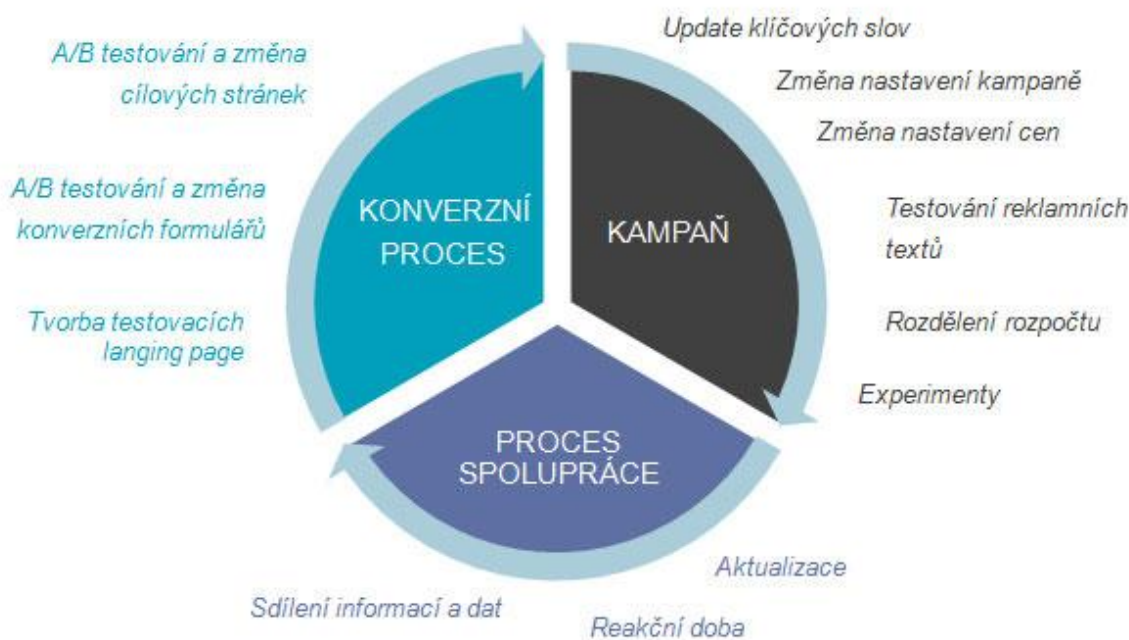 A/B testování a změna
cílových stránek
A/B testování a změna
konverzních formulářů
Tvorba testovacích
langing page
KONVERZNÍ
PROCES
KAMPAŇ
Update klíčových slov
Změna nastavení kampaně
Změna nastavení cen
Testování reklamních
textů
Rozdělení rozpočtu
Experimenty
PROCES
SPOLUPRÁCE
Aktualizace
Reakční doba
Sdílení informací a dat